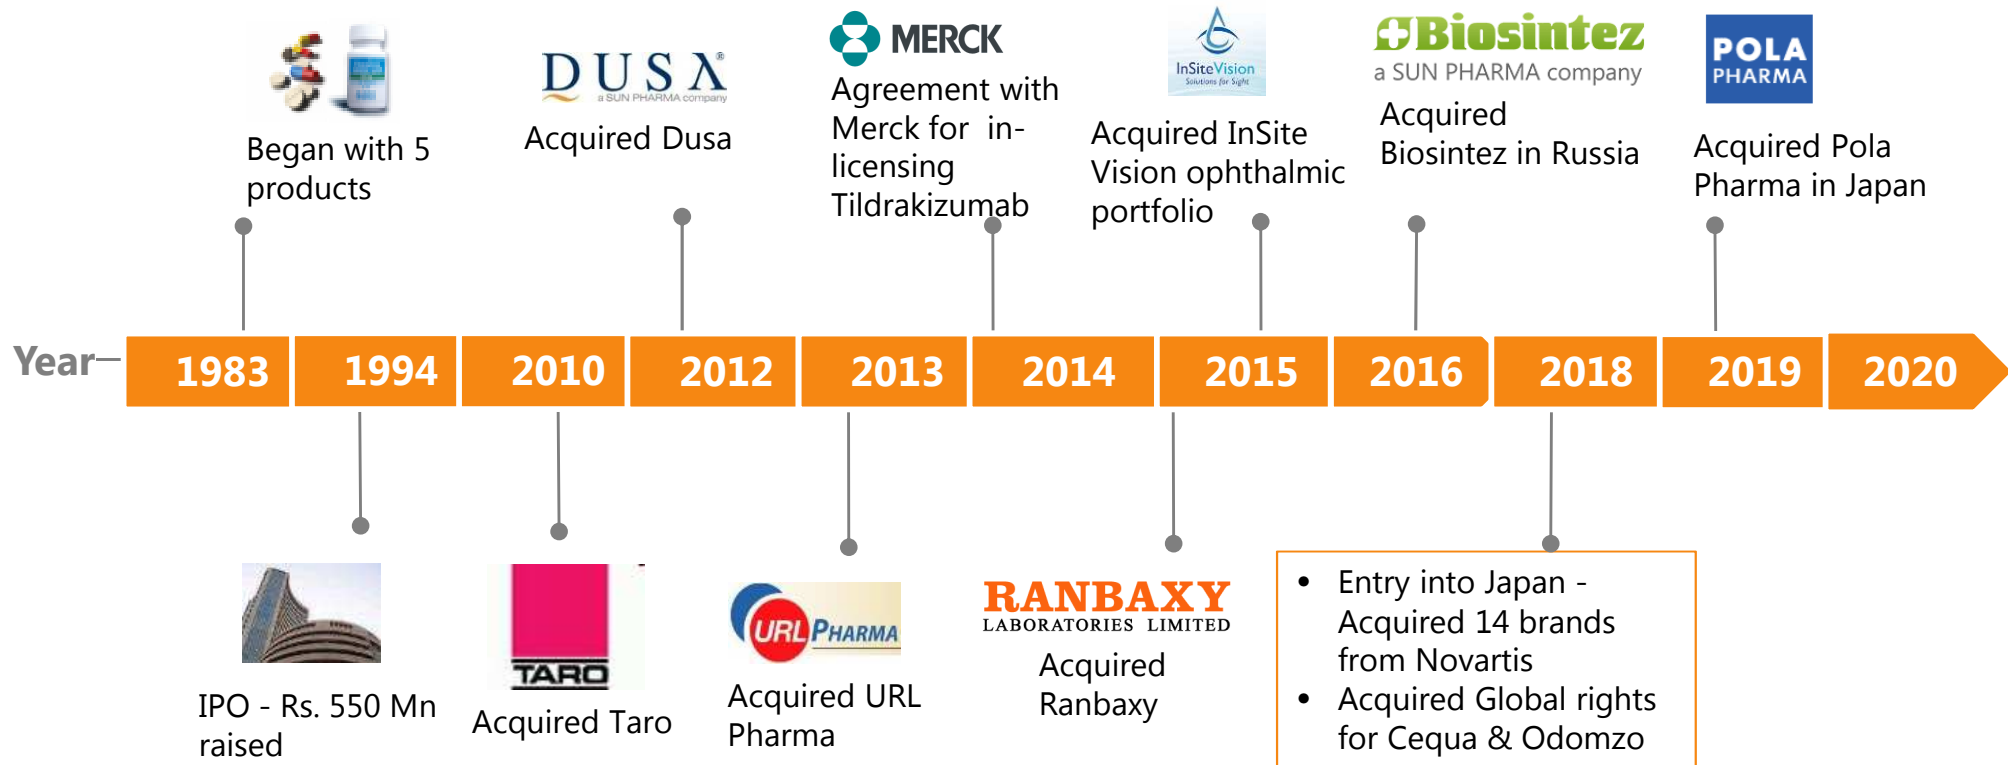 DUSA®
a SUN PHARMA company
MERCK
InSiteVision
Solutions for Sight
Biosintez
a SUN PHARMA company
POLA
PHARMA
Began with 5
products
Acquired Dusa
Agreement with
Merck for in-
licensing
Tildrakizumab
Acquired InSite
Vision ophthalmic
portfolio
Acquired
Biosintez in Russia
Acquired Pola
Pharma in Japan
Year
1983
1994
2010
2012
2013
2014
2015
2016
2018
2019
2020
IPO - Rs. 550 Mn
raised
TARO
Acquired Taro
URL PHARMA
Acquired URL
Pharma
RANBAXY
LABORATORIES LIMITED
Acquired
Ranbaxy
• Entry into Japan -
Acquired 14 brands
from Novartis
• Acquired Global rights
for Cequa & Odomzo